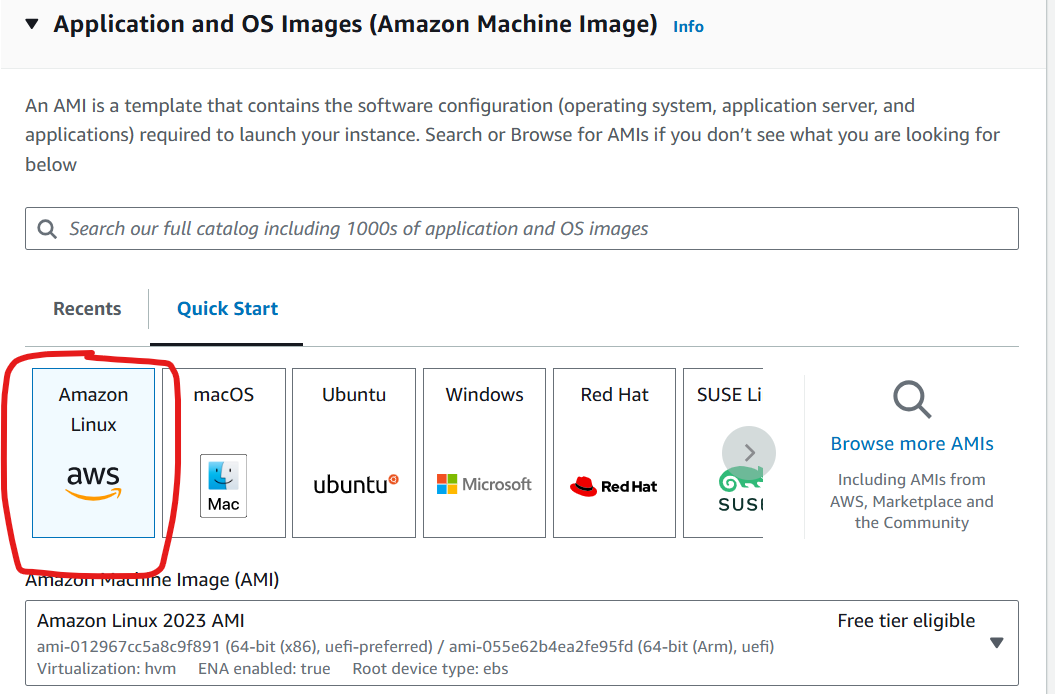 Application and OS Images (Amazon Machine Image) Info
An AMI is a template that contains the software configuration (operating system, application server, and
applications) required to launch your instance. Search or Browse for AMIs if you don’t see what you are looking for
below
Search our full catalog including 1000s of application and OS images
Recents
Quick Start
Amazon
Linux
aws
macOS
Mac
Ubuntu
ubuntu
Windows
Microsoft
Red Hat
Red Hat
SUSE Li
SUS
Browse more AMIs
Including AMIs from
AWS, Marketplace and
the Community
Amazon Machine Image (AMI)
Amazon Linux 2023 AMI
Free tier eligible
ami-012967cc5a8c9f891 (64-bit (x86), uefi-preferred) / ami-055e62b4ea2fe95fd (64-bit (Arm), uefi)
Virtualization: hvm ENA enabled: true Root device type: ebs